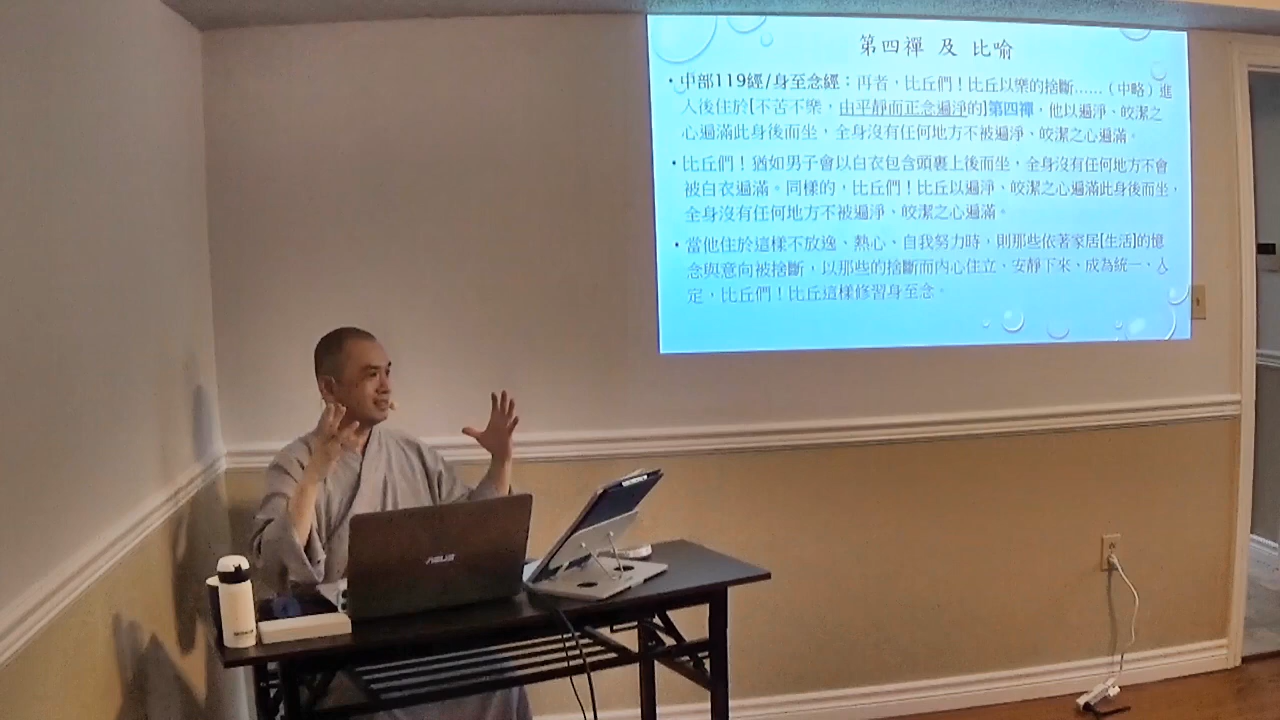 第四禪 及 比喻
• 中部119經/身至念經：再者，比丘們！比丘以樂的捨斷……（中略）進
入後住於[不苦不樂，由平靜而正念遍淨的]第四禪，他以遍淨、皎潔之
心遍滿此身後而坐，全身沒有任何地方不被遍淨、皎潔之心遍滿。
• 比丘們！猶如男子會以白衣包含頭裹上後而坐，全身沒有任何地方不會
被白衣遍滿。同樣的，比丘們！比丘以遍淨、皎潔之心遍滿此身後而坐，
全身沒有任何地方不被遍淨、皎潔之心遍滿。
• 當他住於這樣不放逸、熱心、自我努力時，則那些依著家居[生活]的憶
念與意向被捨斷，以那些的捨斷而內心住立、安靜下來、成為統一、入
定，比丘們！比丘這樣修習身至念。
ASUS